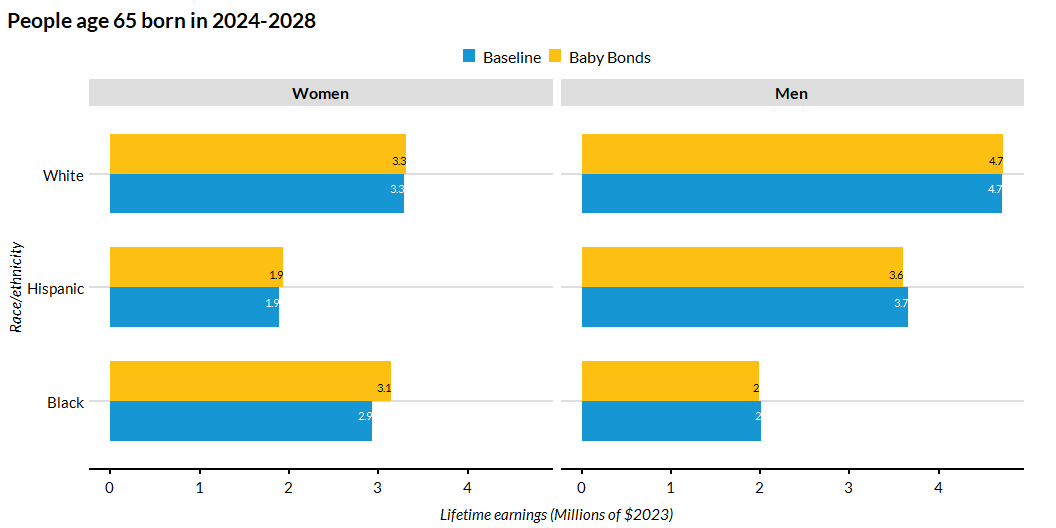 People age 65 born in 2024-2028
Baseline Baby Bonds
Women Men
White 3.3 4.7
3.3 4.7
Hispanic 1.9 3.6
1.9 3.7
Black 3.1 2
2.9 2
Race/ethnicity
0 1 2 3 4 0 1 2 3 4
Lifetime earnings (Millions of $2023)